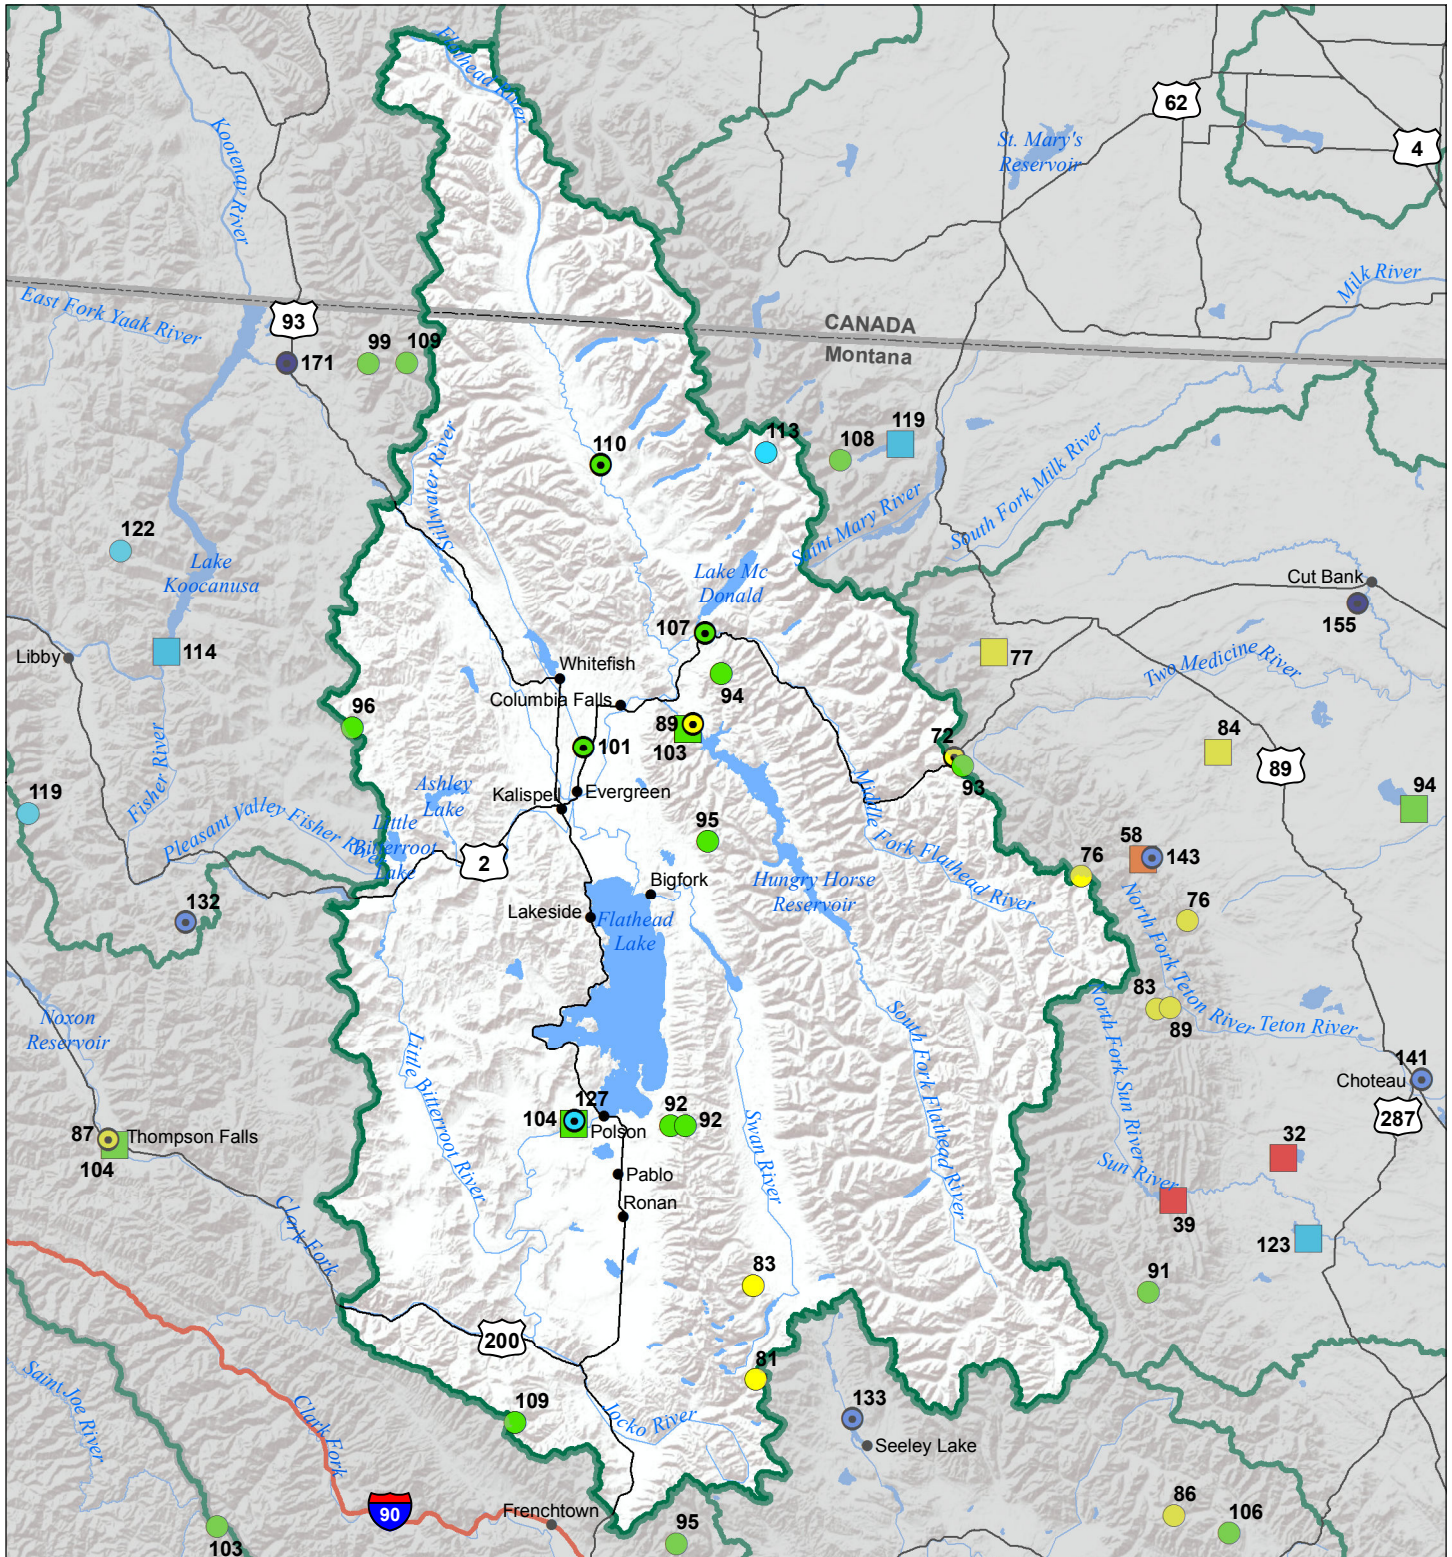 Flathead River
62
4
St. Mary's
Reservoir
Kootenay River
Milk River
East Fork Yaak River
93
CANADA
Montana
171
99
109
110
113
108
119
Stillwater River
South Fork Milk River
Saint Mary River
122
Lake
Koocanusa
Lake Mc
Donald
Cut Bank
155
107
Libby
114
Whitefish
77
Two Medicine River
94
Columbia Falls
96
89
103
101
72
93
84
89
94
Fisher River
119
Ashley
Lake
Kalispell
Evergreen
Pleasant Valley Fisher River
Little
Bitterroot
Lake
2
95
Middle Fork Flathead River
58
143
76
Bigfork
Hungry Horse
Reservoir
132
Lakeside
Flathead
Lake
76
North Fork Teton River
83
89
Teton River
Noxon
Reservoir
North Fork Sun River
South Fork Flathead River
Little Bitterroot River
141
Choteau
287
127
104
Polson
92
92
87
Thompson Falls
104
Swan River
32
Pablo
Sun River
39
Ronan
Clark Fork
123
83
91
200
81
Saint Joe River
Clark Fork
109
Jocko River
133
Seeley Lake
90
Frenchtown
86
106
103
95